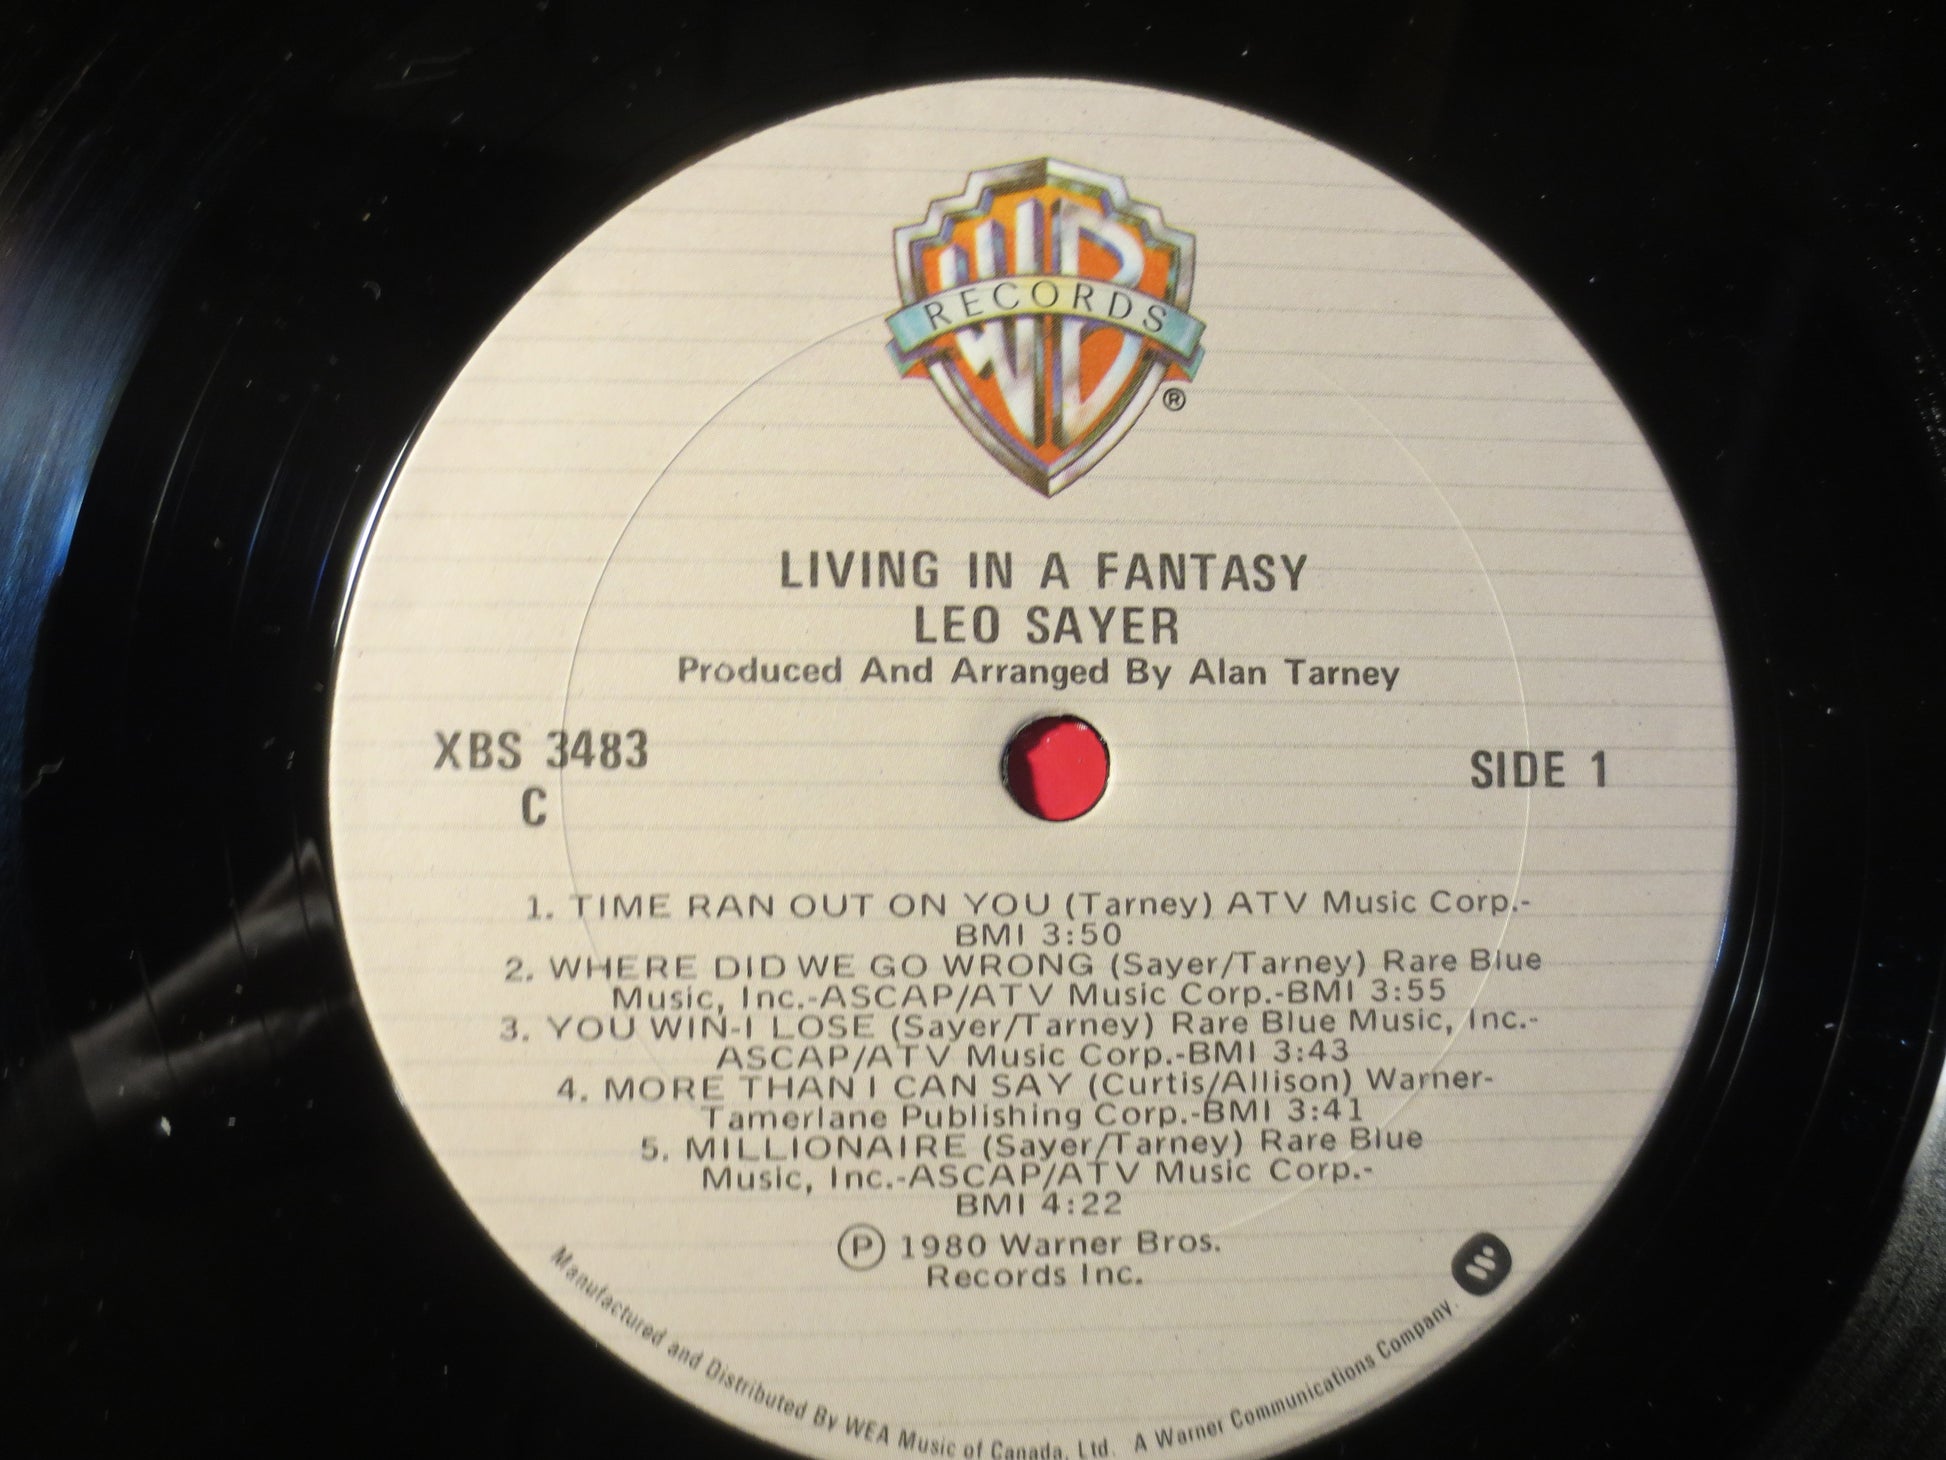 WB
RECORDS
®
LIVING IN A FANTASY
LEO SAYER
Produced And Arranged By Alan Tarney
XBS 3483
C
SIDE 1
1. TIME RAN OUT ON YOU (Tarney) ATV Music Corp.-
BMI 3:50
2. WHERE DID WE GO WRONG (Sayer/Tarney) Rare Blue
Music, Inc.-ASCAP/ATV Music Corp.-BMI 3:55
3. YOU WIN-I LOSE (Sayer/Tarney) Rare Blue Music, Inc.-
ASCAP/ATV Music Corp.-BMI 3:43
4. MORE THAN I CAN SAY (Curtis/Allison) Warner-
Tamerlane Publishing Corp.-BMI 3:41
5. MILLIONAIRE (Sayer/Tarney) Rare Blue
Music, Inc.-ASCAP/ATV Music Corp.-
BMI 4:22
℗ 1980 Warner Bros.
Records Inc.
Manufactured and Distributed By WEA Music of Canada, Ltd. A Warner Communications Company.